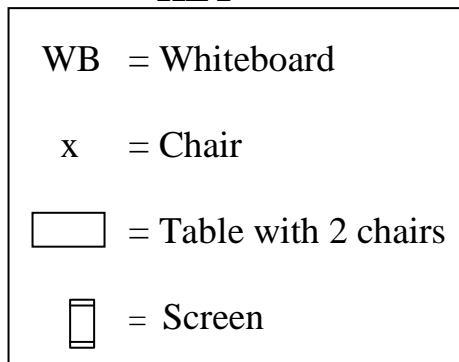 WB = Whiteboard
x = Chair
= Table with 2 chairs
= Screen